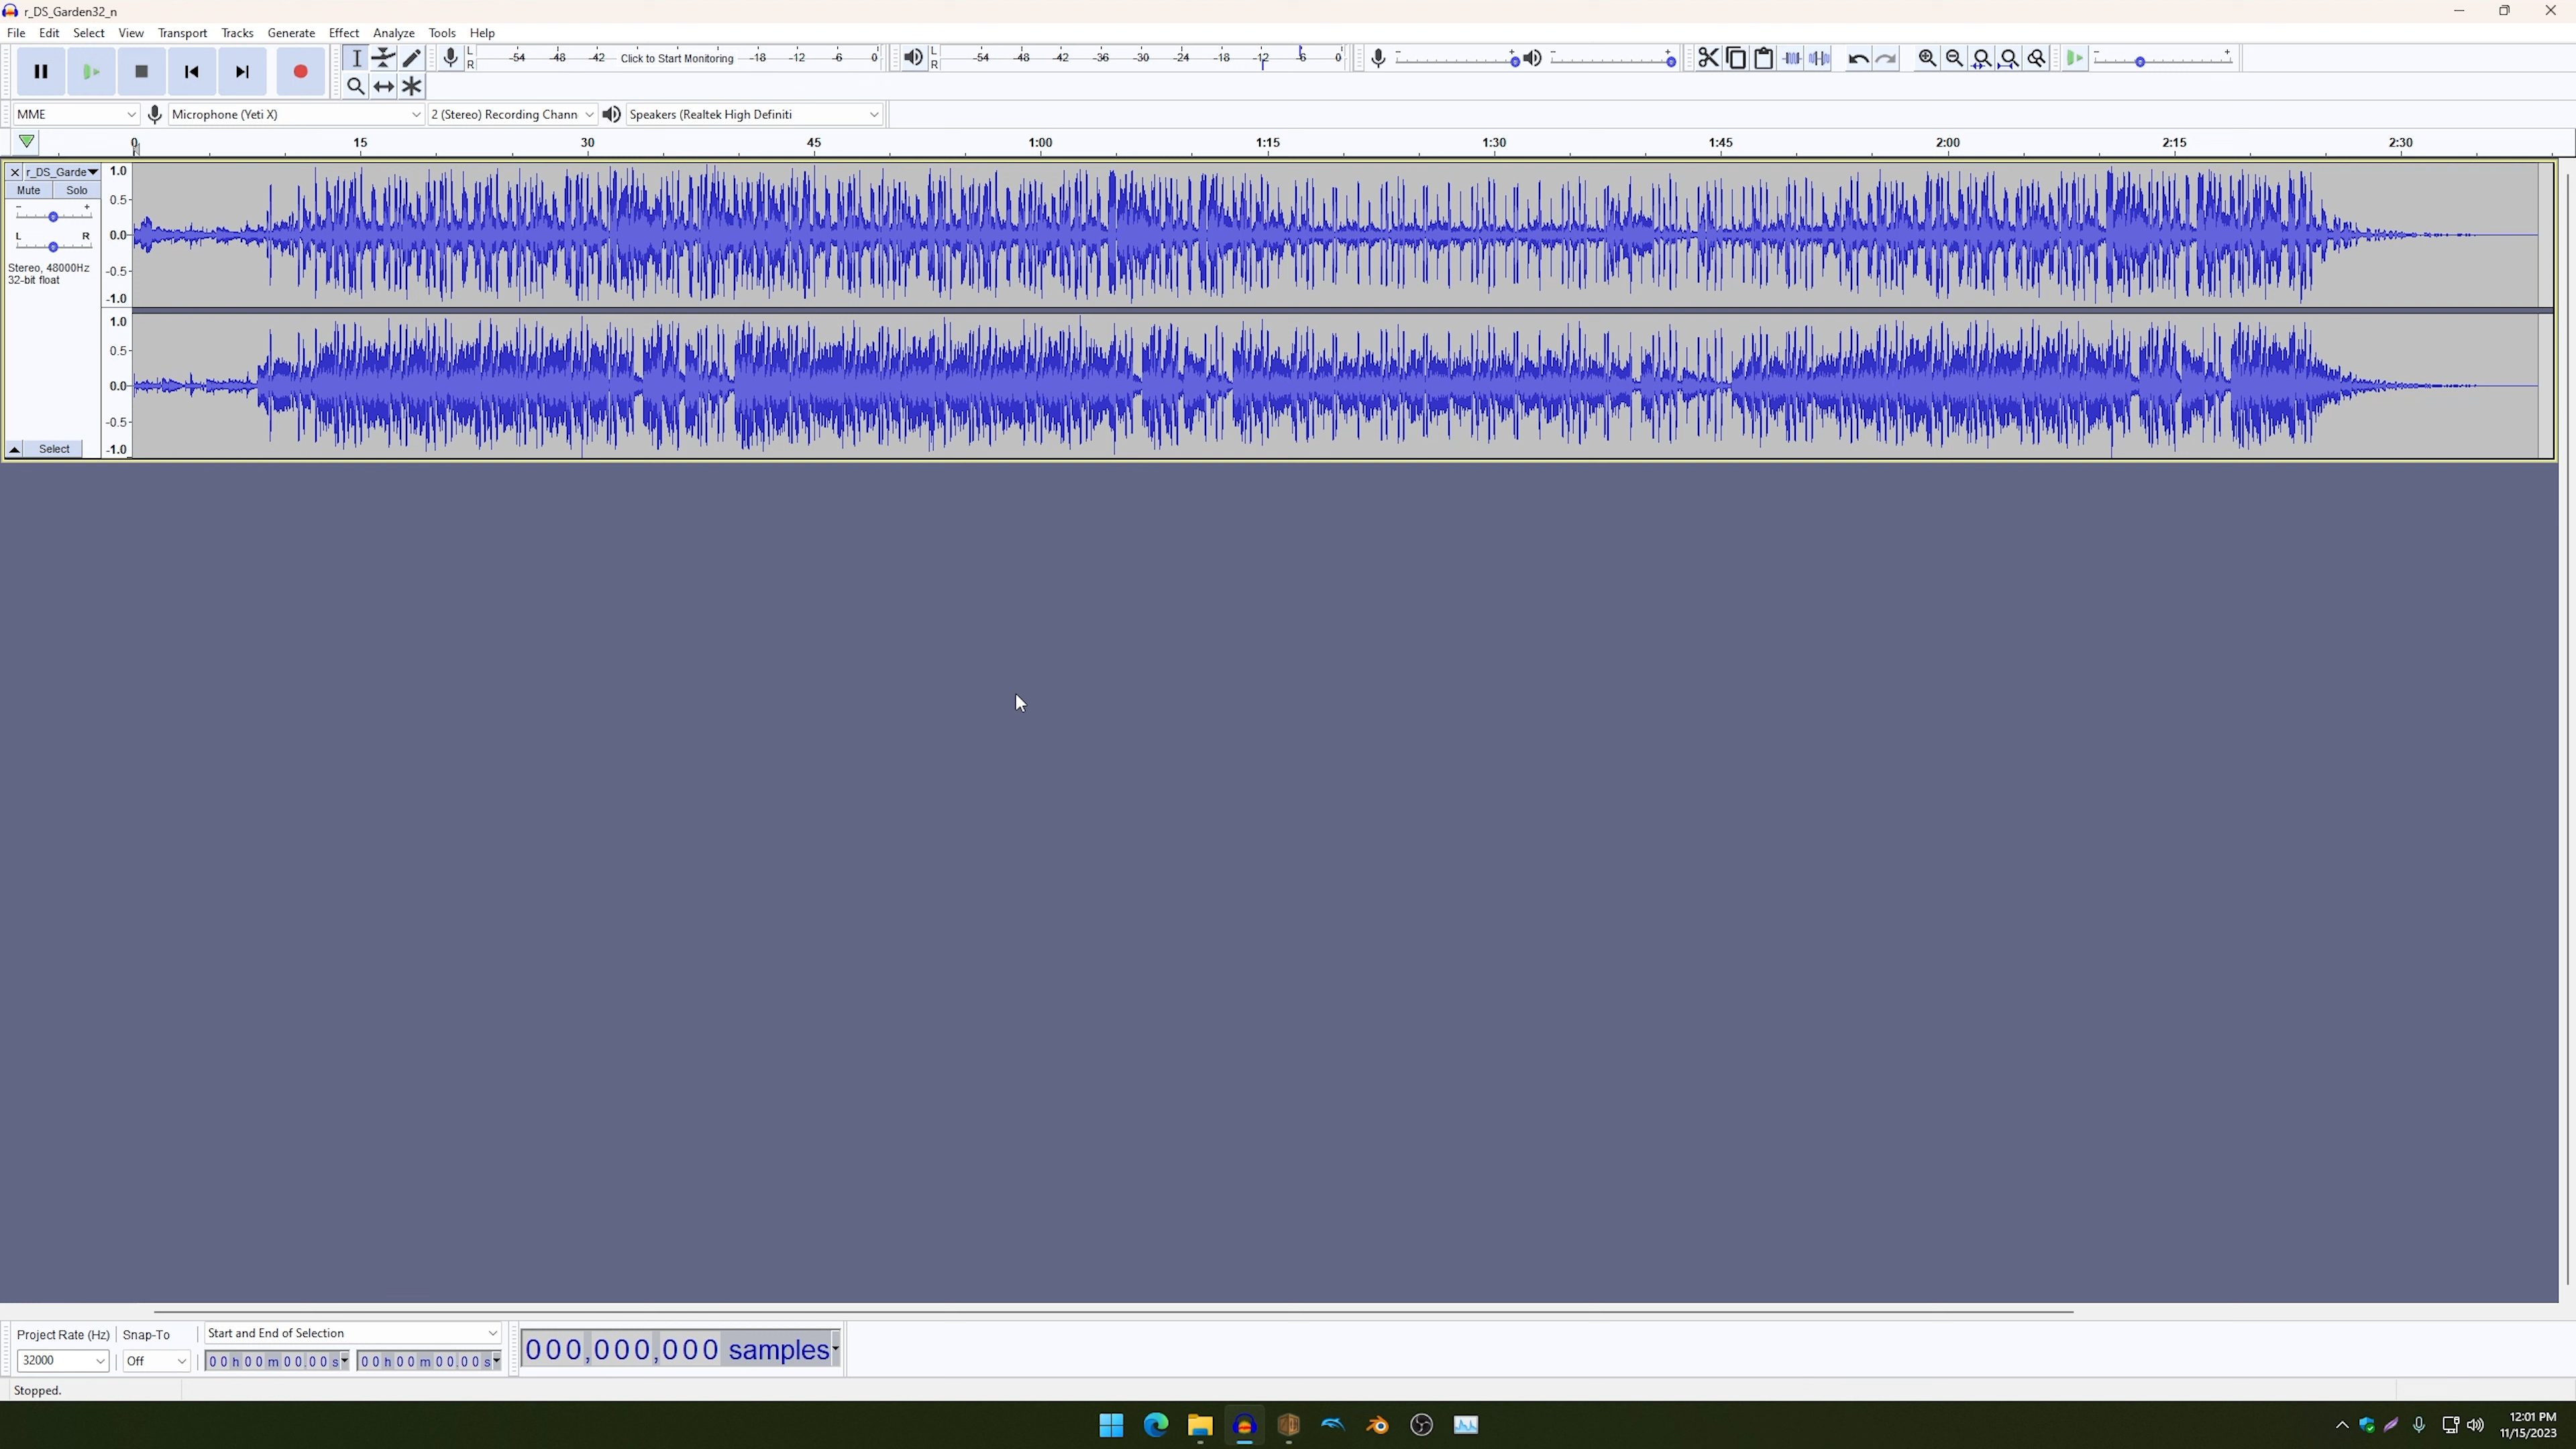 r_DS_Garden32_n
File Edit Select View Transport Tracks Generate Effect Analyze Tools Help
L R -54 -48 -42 Click to Start Monitoring -18 -12 -6 0
L R -54 -48 -42 -36 -30 -24 -18 -12 -6 0
- + - + - +
MME Microphone (Yeti X) 2 (Stereo) Recording Chann Speakers (Realtek High Definiti
0 15 30 45 1:00 1:15 1:30 1:45 2:00 2:15 2:30
r_DS_Garde
Mute Solo
- +
L R
Stereo, 48000Hz
32-bit float
Select
1.0
0.5
0.0
-0.5
-1.0
1.0
0.5
0.0
-0.5
-1.0
Project Rate (Hz) Snap-To Start and End of Selection
32000 Off 00 h 00 m 00.00 s 00 h 00 m 00.00 s
000,000,000 samples
Stopped.
12:01 PM
11/15/2023